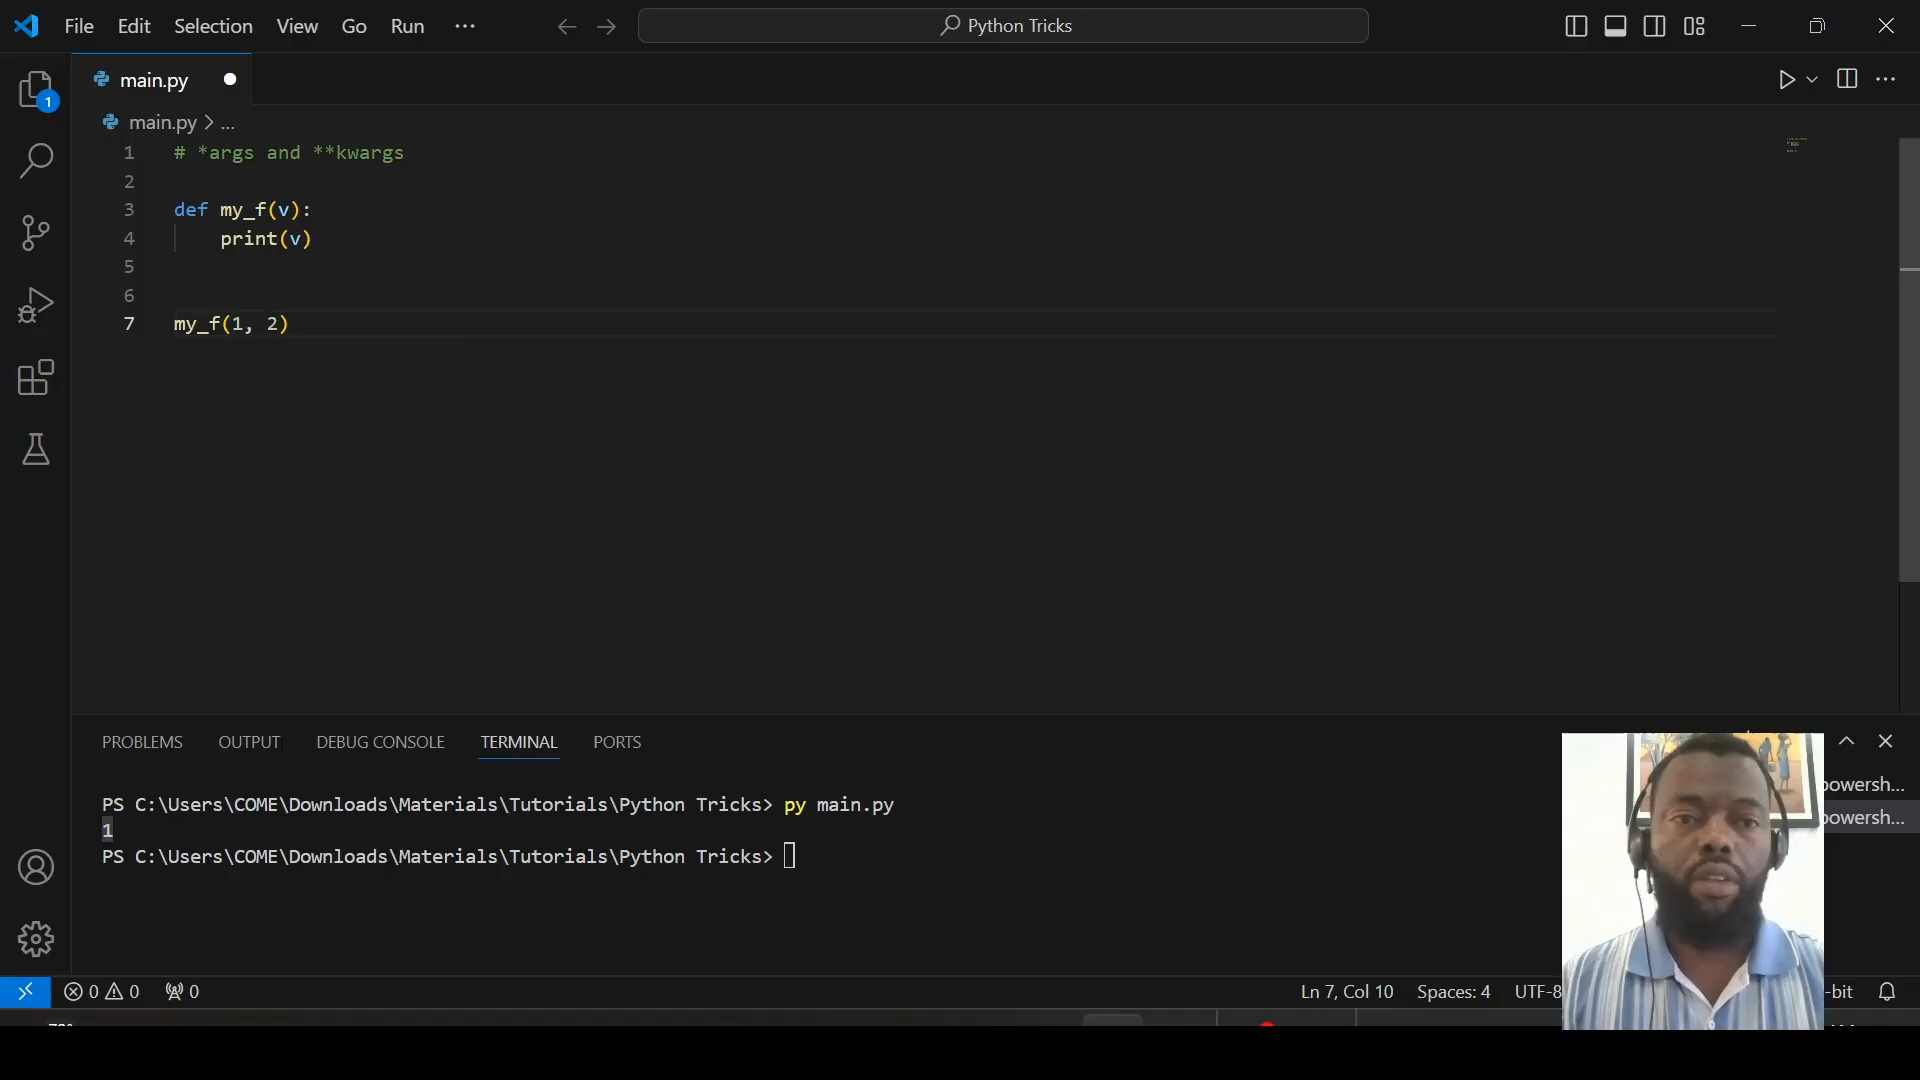 File Edit Selection View Go Run ···
Python Tricks
main.py
1
main.py > ...
1 # *args and **kwargs
2
3 def my_f(v):
4 print(v)
5
6
7 my_f(1, 2)
PROBLEMS OUTPUT DEBUG CONSOLE TERMINAL PORTS
powersh...
PS C:\Users\COME\Downloads\Materials\Tutorials\Python Tricks> py main.py
powersh...
1
PS C:\Users\COME\Downloads\Materials\Tutorials\Python Tricks>
0 0 0 Ln 7, Col 10 Spaces: 4 UTF-8 -bit